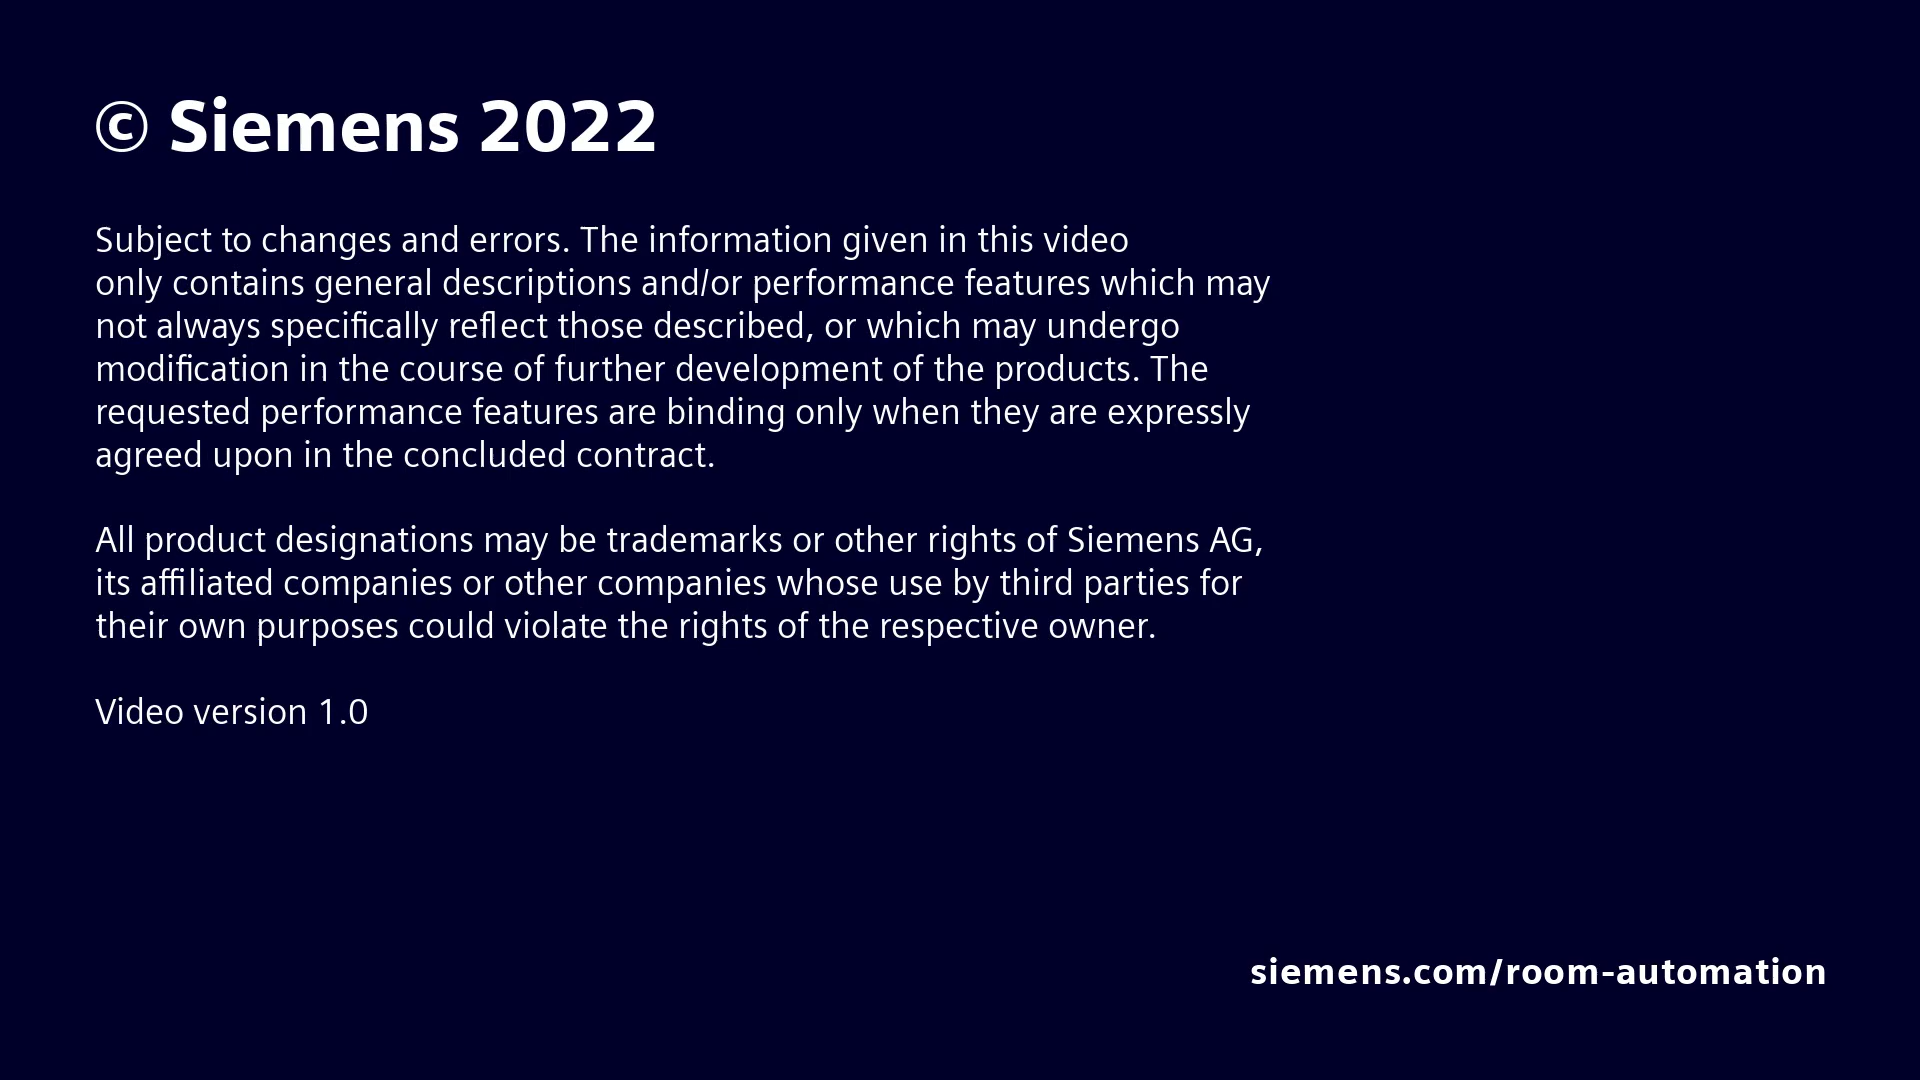 © Siemens 2022
Subject to changes and errors. The information given in this video
only contains general descriptions and/or performance features which may
not always specifically reflect those described, or which may undergo
modification in the course of further development of the products. The
requested performance features are binding only when they are expressly
agreed upon in the concluded contract.
All product designations may be trademarks or other rights of Siemens AG,
its affiliated companies or other companies whose use by third parties for
their own purposes could violate the rights of the respective owner.
Video version 1.0
siemens.com/room-automation